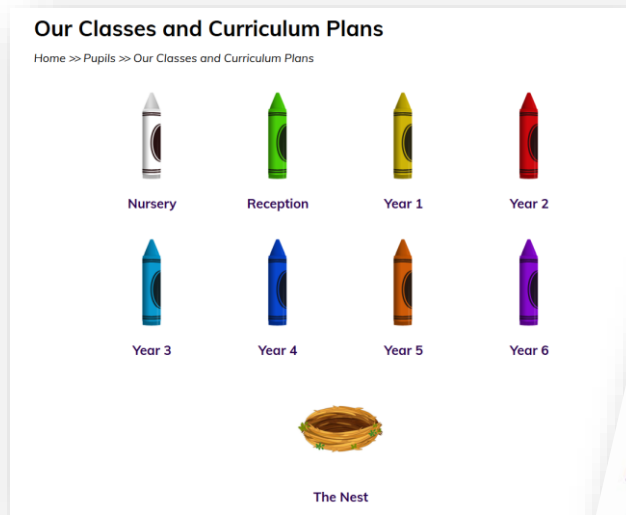 Our Classes and Curriculum Plans
Home >> Pupils >> Our Classes and Curriculum Plans
Nursery Reception Year 1 Year 2
Year 3 Year 4 Year 5 Year 6
The Nest